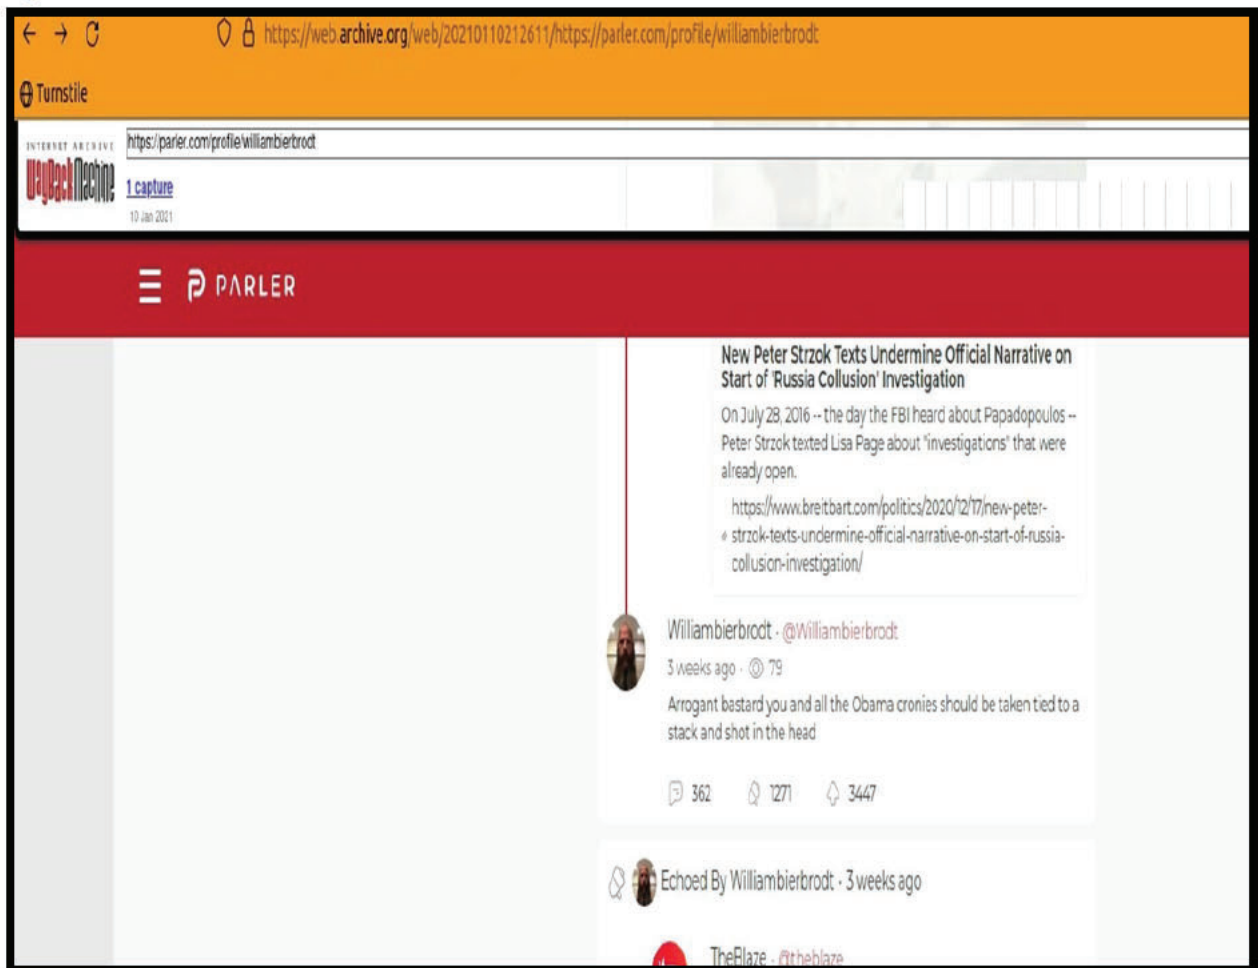 https://web.archive.org/web/20210110212611/https://parler.com/profile/williambierbrodt
Turnstile
INTERNET ARCHIVE
WayBackMachine
https://parler.com/profile/williambierbrodt
1 capture
10 Jan 2021
PARLER
New Peter Strzok Texts Undermine Official Narrative on
Start of 'Russia Collusion' Investigation
On July 28, 2016 -- the day the FBI heard about Papadopoulos --
Peter Strzok texted Lisa Page about "investigations" that were
already open.
https://www.breitbart.com/politics/2020/12/17/new-peter-
strzok-texts-undermine-official-narrative-on-start-of-russia-
collusion-investigation/
Williambierbrodt · @Williambierbrodt
3 weeks ago · 79
Arrogant bastard you and all the Obama cronies should be taken tied to a
stack and shot in the head
362 1271 3447
Echoed By Williambierbrodt · 3 weeks ago
TheBlaze · @theblaze